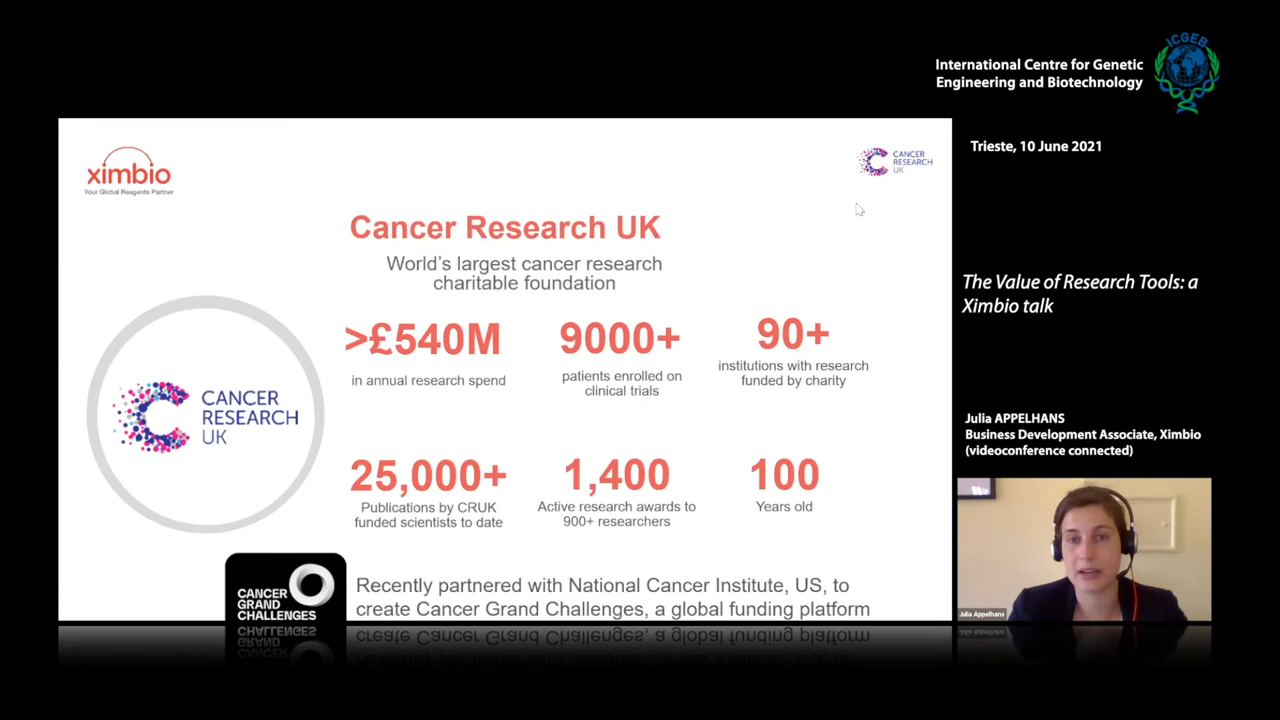 ICGEB
International Centre for Genetic
Engineering and Biotechnology
Trieste, 10 June 2021
ximbio
Your Global Reagents Partner
CANCER
RESEARCH
UK
Cancer Research UK
World's largest cancer research
charitable foundation
CANCER
RESEARCH
UK
>£540M
in annual research spend
9000+
patients enrolled on
clinical trials
90+
institutions with research
funded by charity
25,000+
Publications by CRUK
funded scientists to date
1,400
Active research awards to
900+ researchers
100
Years old
CANCER
GRAND
CHALLENGES
Recently partnered with National Cancer Institute, US, to
create Cancer Grand Challenges, a global funding platform
The Value of Research Tools: a
Ximbio talk
Julia APPELHANS
Business Development Associate, Ximbio
(videoconference connected)
Julia Appelhans